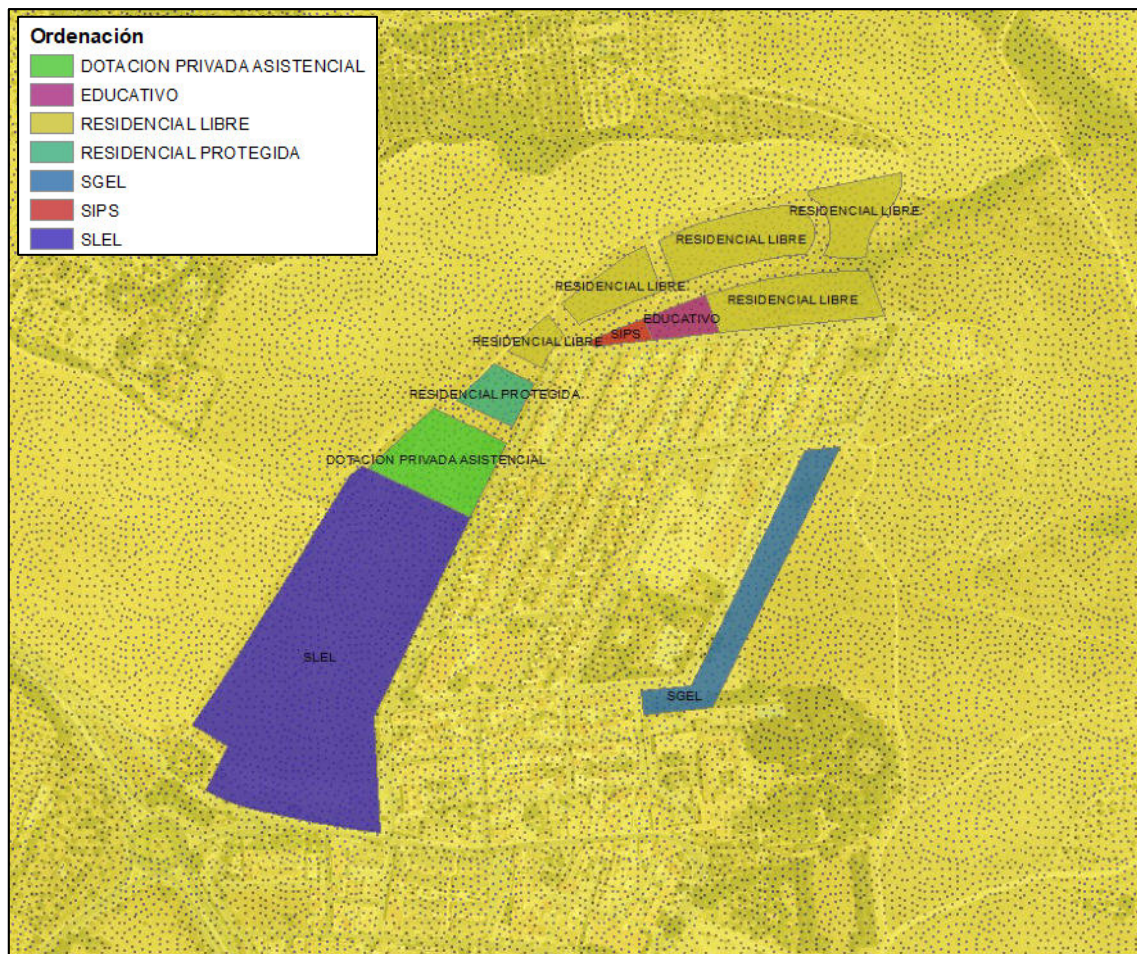 Ordenación
DOTACION PRIVADA ASISTENCIAL
EDUCATIVO
RESIDENCIAL LIBRE
RESIDENCIAL PROTEGIDA
SGEL
SIPS
SLEL
RESIDENCIAL LIBRE
RESIDENCIAL LIBRE
RESIDENCIAL LIBRE
RESIDENCIAL LIBRE
EDUCATIVO
SIPS
RESIDENCIAL LIBRE
RESIDENCIAL PROTEGIDA
DOTACION PRIVADA ASISTENCIAL
SLEL
SGEL